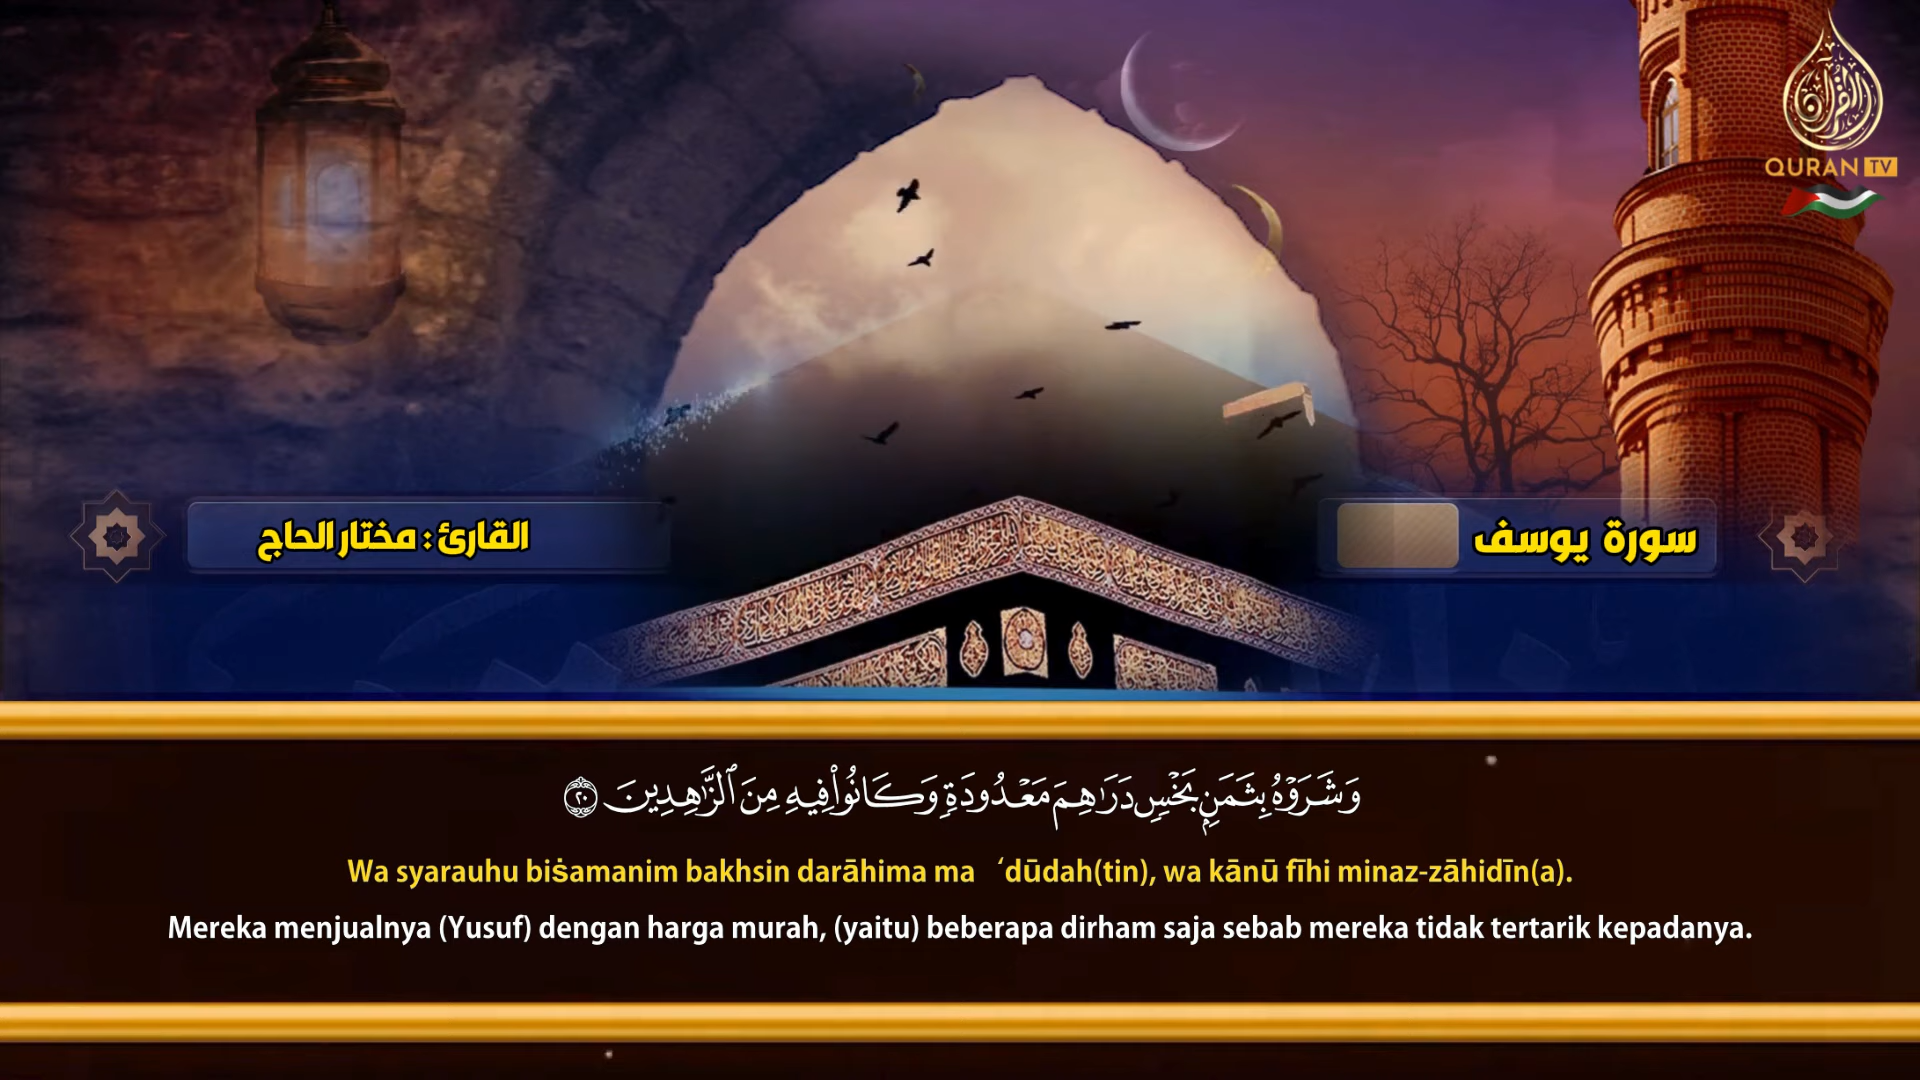 القرآن
QURAN TV
سورة يوسف
القارئ : مختار الحاج
وَشَرَوْهُ بِثَمَنٍۭ بَخْسٍ دَرَٰهِمَ مَعْدُودَةٍ وَكَانُوا۟ فِيهِ مِنَ ٱلزَّٰهِدِينَ ٢٠
Wa syarauhu biṡamanim bakhsin darāhima ma ‘dūdah(tin), wa kānū fīhi minaz-zāhidīn(a).
Mereka menjualnya (Yusuf) dengan harga murah, (yaitu) beberapa dirham saja sebab mereka tidak tertarik kepadanya.